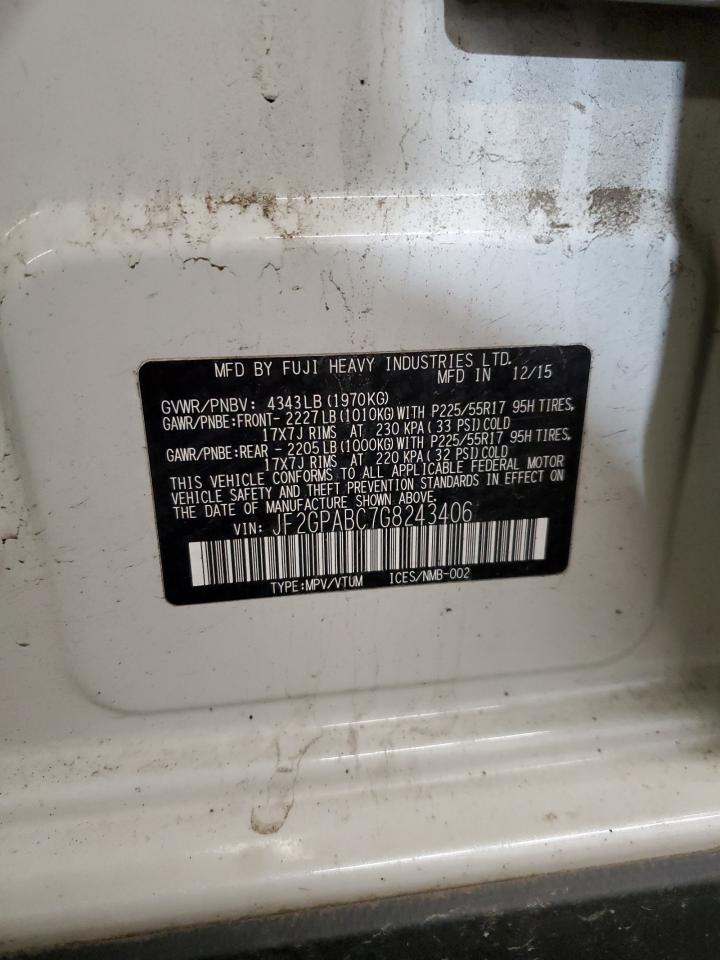 MFD BY FUJI HEAVY INDUSTRIES LTD.
MFD IN 12/15
GVWR/PNBV: 4343LB (1970KG)
GAWR/PNBE:FRONT- 2227LB (1010KG)WITH P225/55R17 95H TIRES,
17X7J RIMS AT 230 KPA ( 33 PSI)COLD
GAWR/PNBE:REAR - 2205LB (1000KG)WITH P225/55R17 95H TIRES,
17X7J RIMS AT 220 KPA ( 32 PSI)COLD
THIS VEHICLE CONFORMS TO ALL APPLICABLE FEDERAL MOTOR
VEHICLE SAFETY AND THEFT PREVENTION STANDARDS IN EFFECT ON
THE DATE OF MANUFACTURE SHOWN ABOVE.
VIN: JF2GPABC7G8243406
TYPE:MPV/VTUM ICES/NMB-002